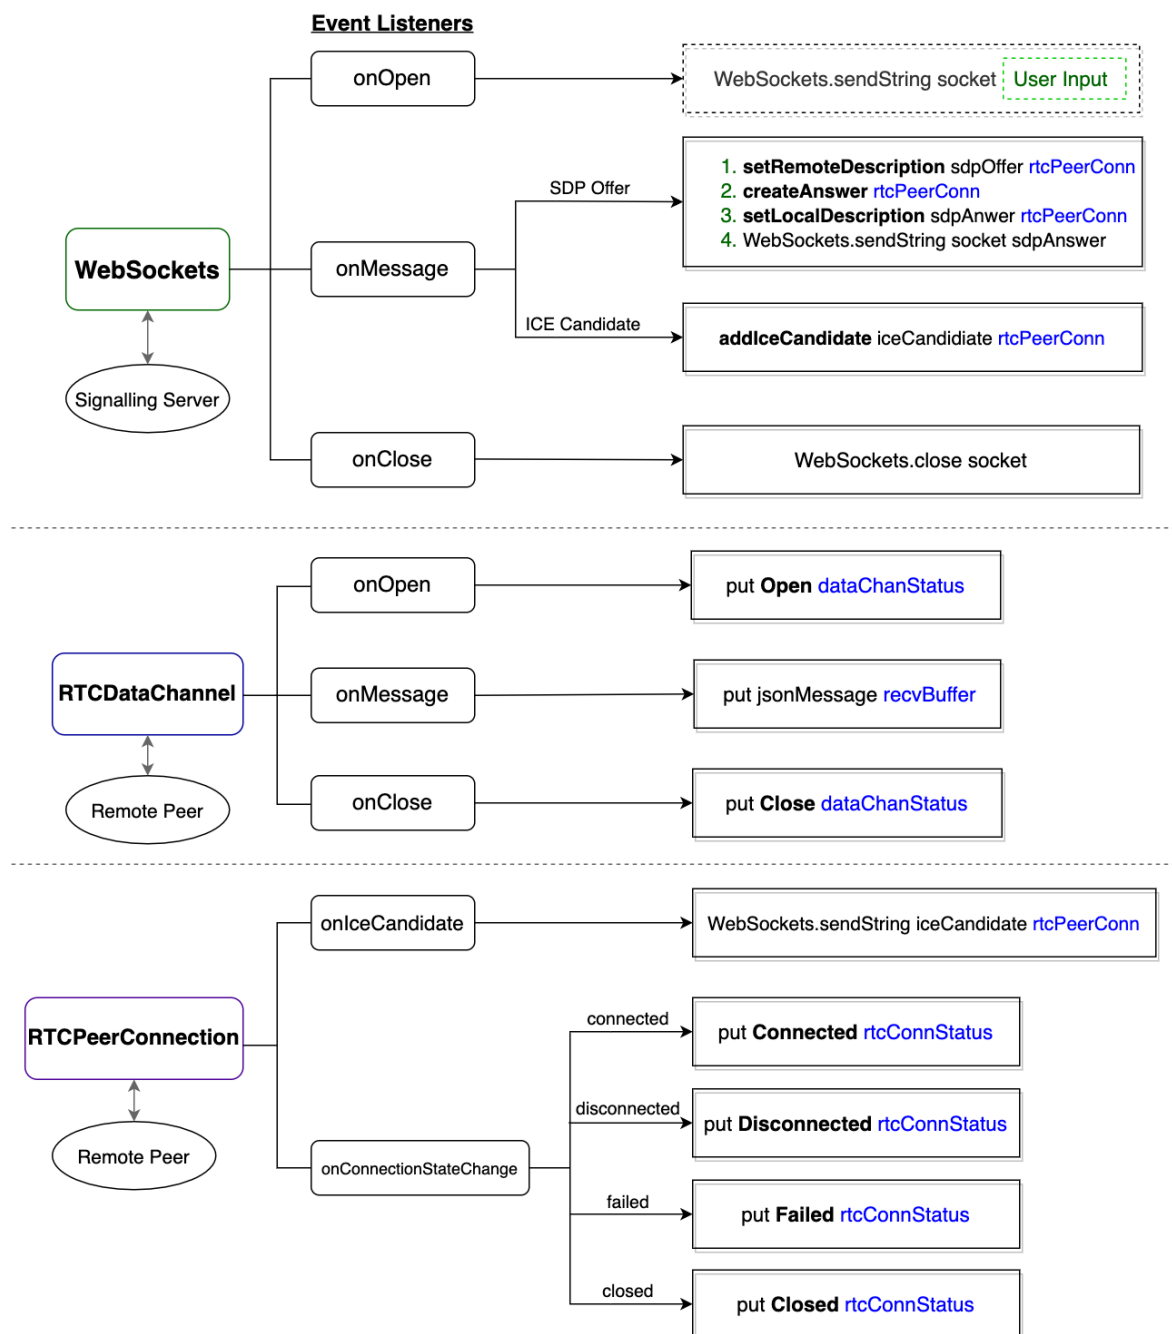 Event Listeners
onOpen
WebSockets.sendString socket User Input
SDP Offer
1. setRemoteDescription sdpOffer rtcPeerConn
2. createAnswer rtcPeerConn
3. setLocalDescription sdpAnwer rtcPeerConn
4. WebSockets.sendString socket sdpAnswer
WebSockets
onMessage
ICE Candidate
addIceCandidate iceCandidiate rtcPeerConn
Signalling Server
onClose
WebSockets.close socket
onOpen
put Open dataChanStatus
RTCDataChannel
onMessage
put jsonMessage recvBuffer
Remote Peer
onClose
put Close dataChanStatus
onIceCandidate
WebSockets.sendString iceCandidate rtcPeerConn
RTCPeerConnection
connected
put Connected rtcConnStatus
disconnected
put Disconnected rtcConnStatus
Remote Peer
onConnectionStateChange
failed
put Failed rtcConnStatus
closed
put Closed rtcConnStatus